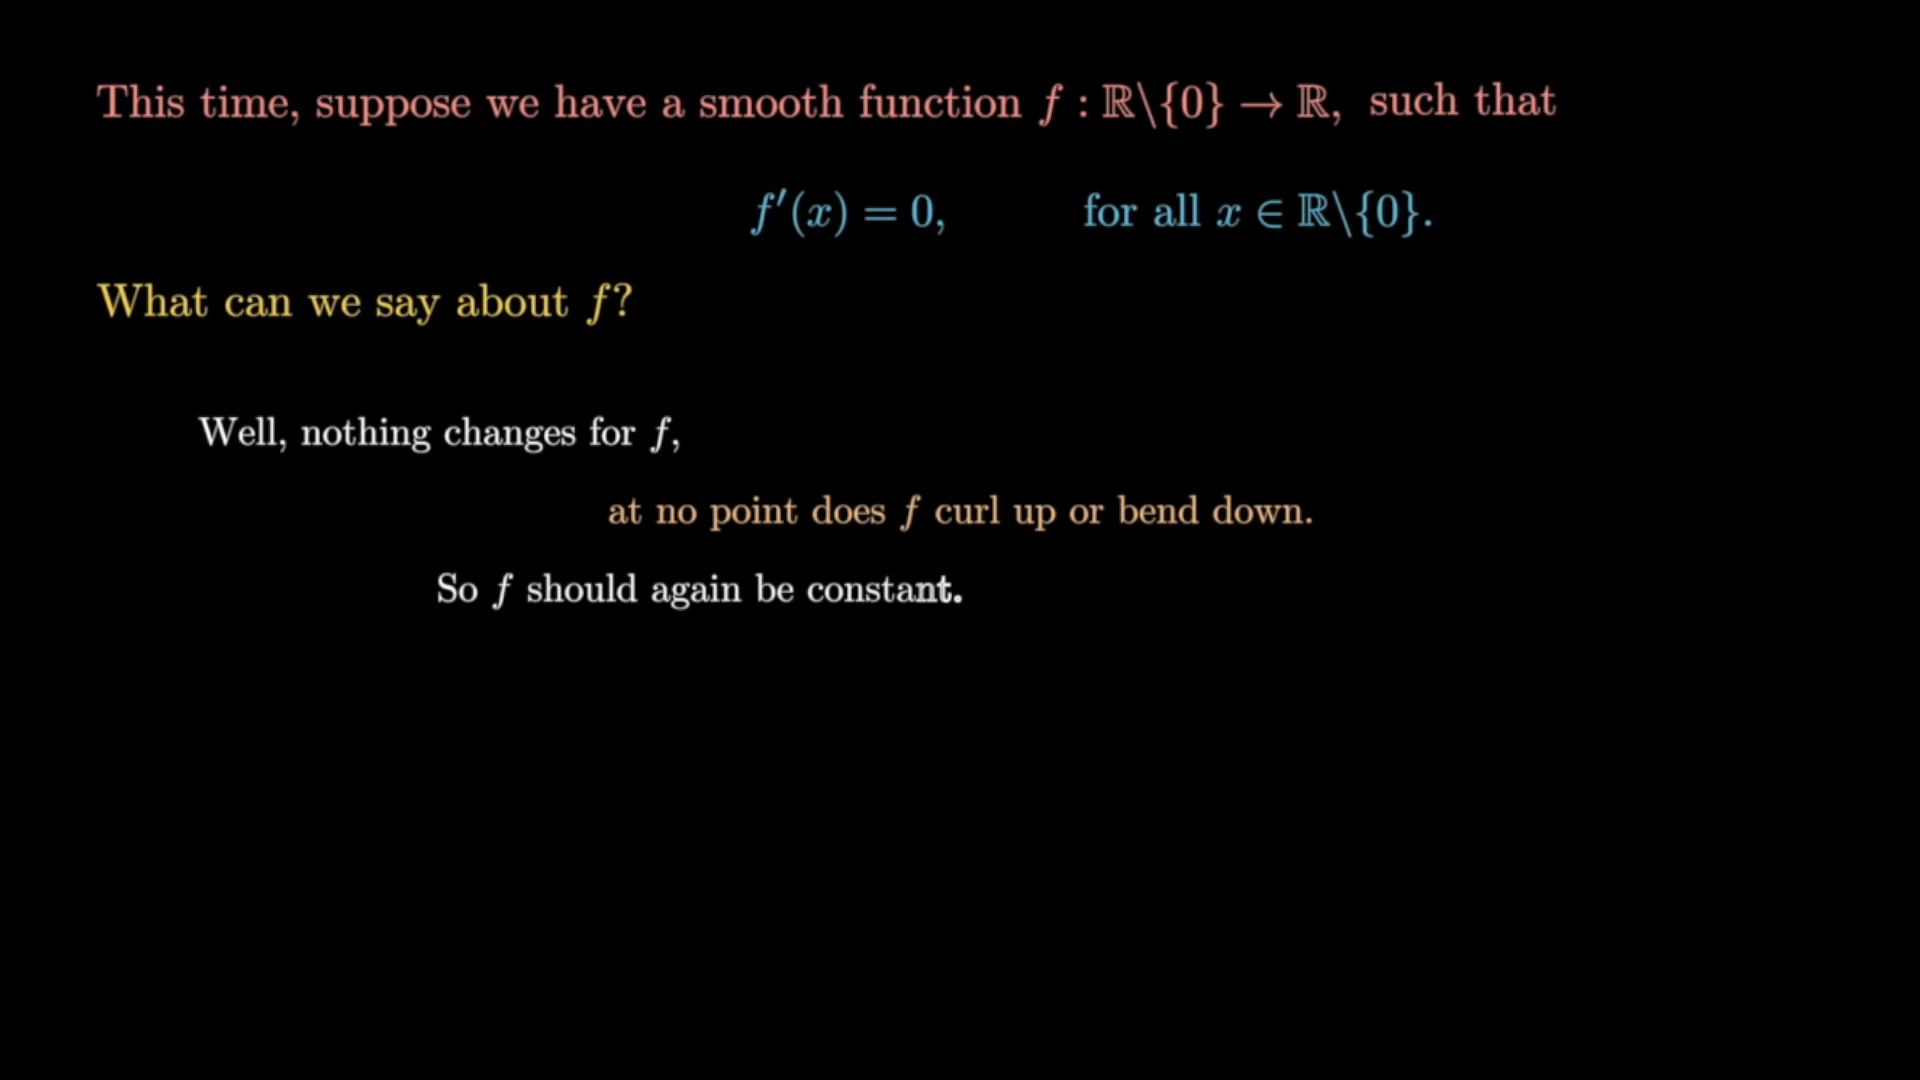 This time, suppose we have a smooth function f : ℝ\{0} → ℝ, such that
f′(x) = 0, for all x ∈ ℝ\{0}.
What can we say about f?
Well, nothing changes for f,
at no point does f curl up or bend down.
So f should again be constant.